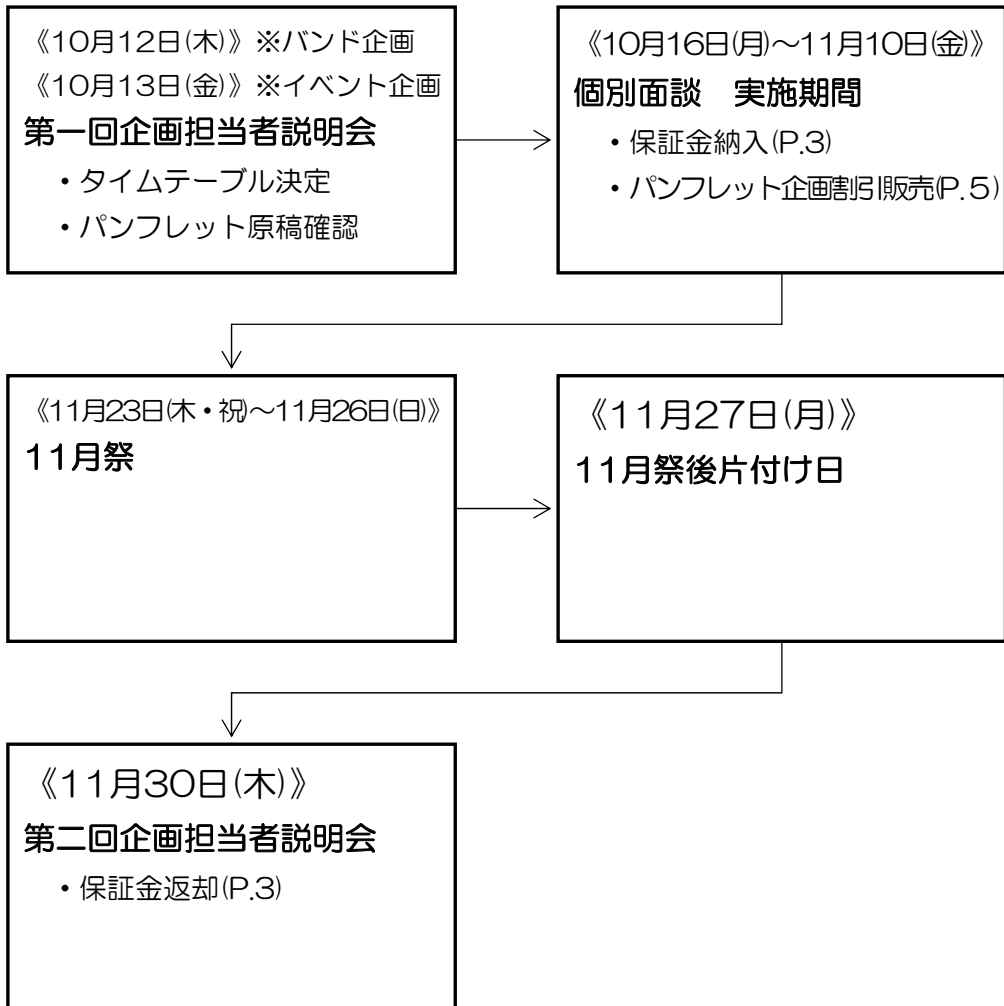 《10月12日(木)》※バンド企画
《10月13日(金)》※イベント企画
第一回企画担当者説明会
・タイムテーブル決定
・パンフレット原稿確認
《10月16日(月)～11月10日(金)》
個別面談　実施期間
・保証金納入(P.3)
・パンフレット企画割引販売(P.5)
《11月23日(木・祝)～11月26日(日)》
11月祭
《11月27日(月)》
11月祭後片付け日
《11月30日(木)》
第二回企画担当者説明会
・保証金返却(P.3)